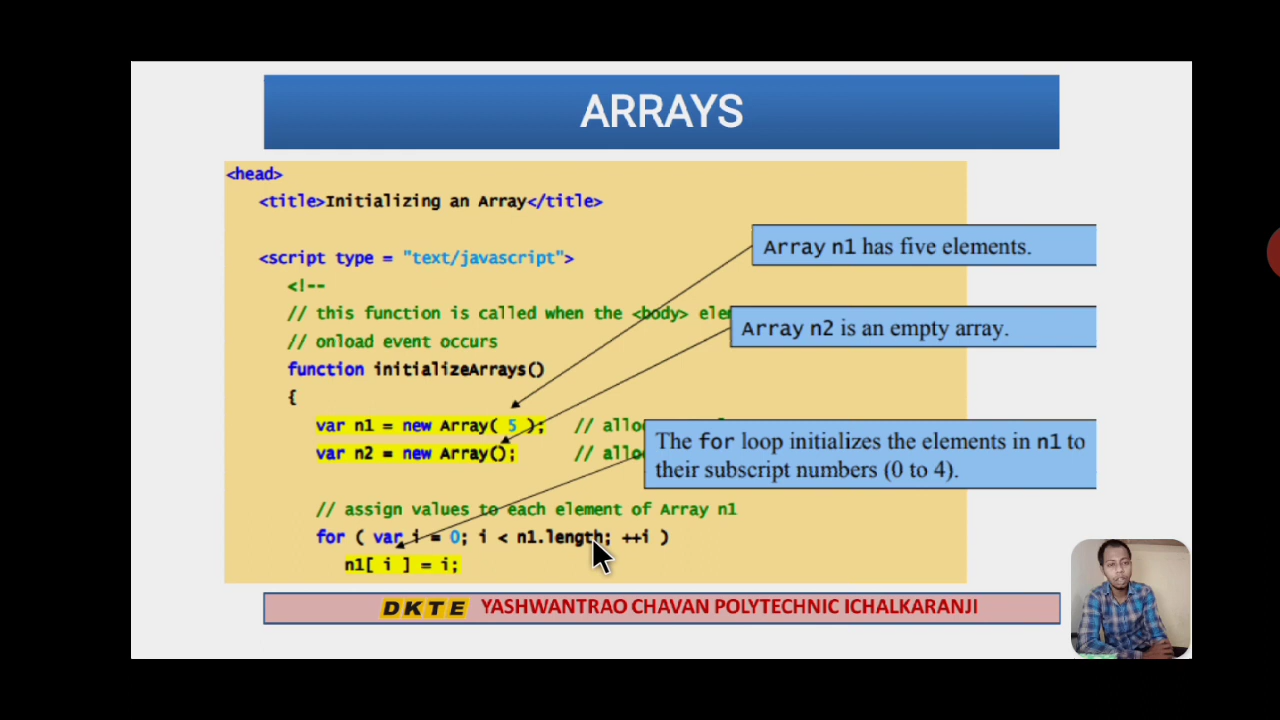 ARRAYS
<head>
<title>Initializing an Array</title>
Array n1 has five elements.
<script type = "text/javascript">
<!--
// this function is called when the <body>
Array n2 is an empty array.
// onload event occurs
function initializeArrays()
{
var n1 = new Array( 5 ); //
var n2 = new Array(); //
The for loop initializes the elements in n1 to
their subscript numbers (0 to 4).
// assign values to each element of Array n1
for ( var i = 0; i < n1.length; ++i )
n1[ i ] = i;
DKTE YASHWANTRAO CHAVAN POLYTECHNIC ICHALKARANJI